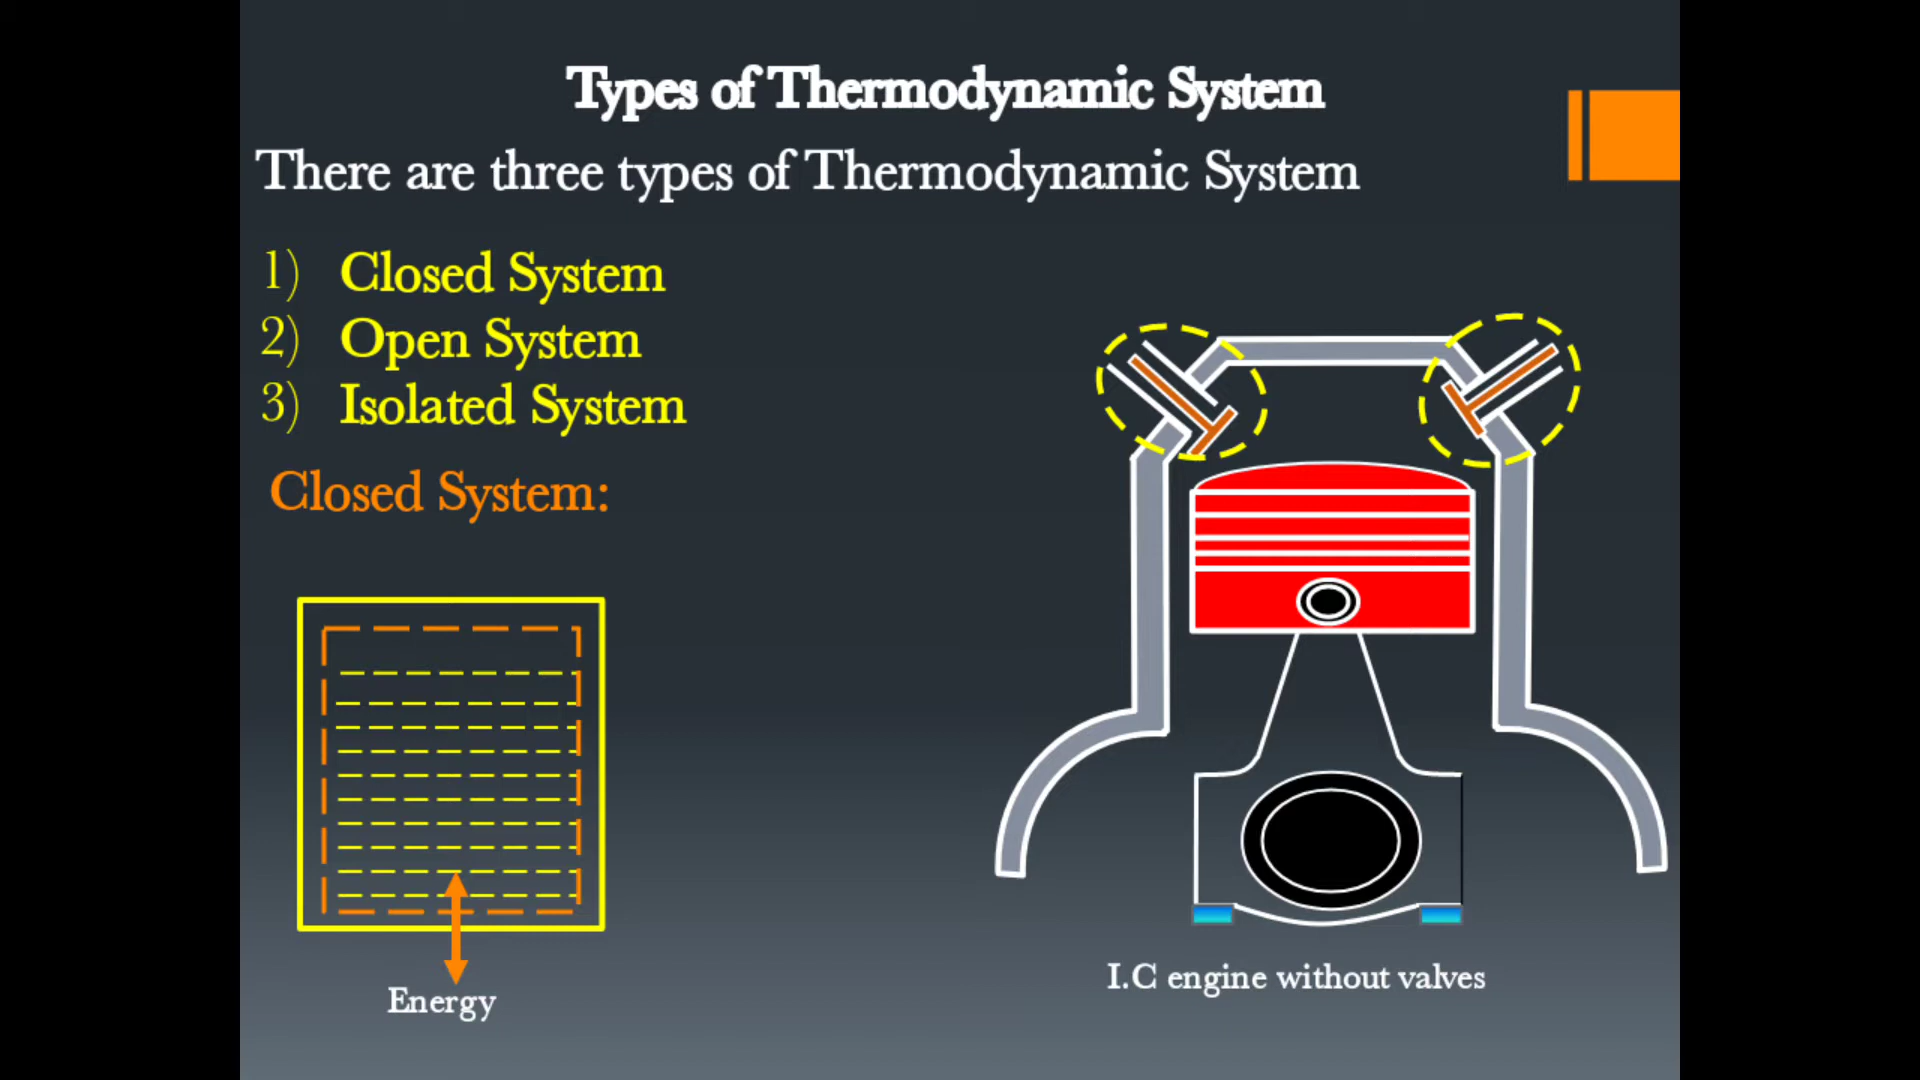 Types of Thermodynamic System
There are three types of Thermodynamic System
1) Closed System
2) Open System
3) Isolated System
Closed System:
Energy
I.C engine without valves